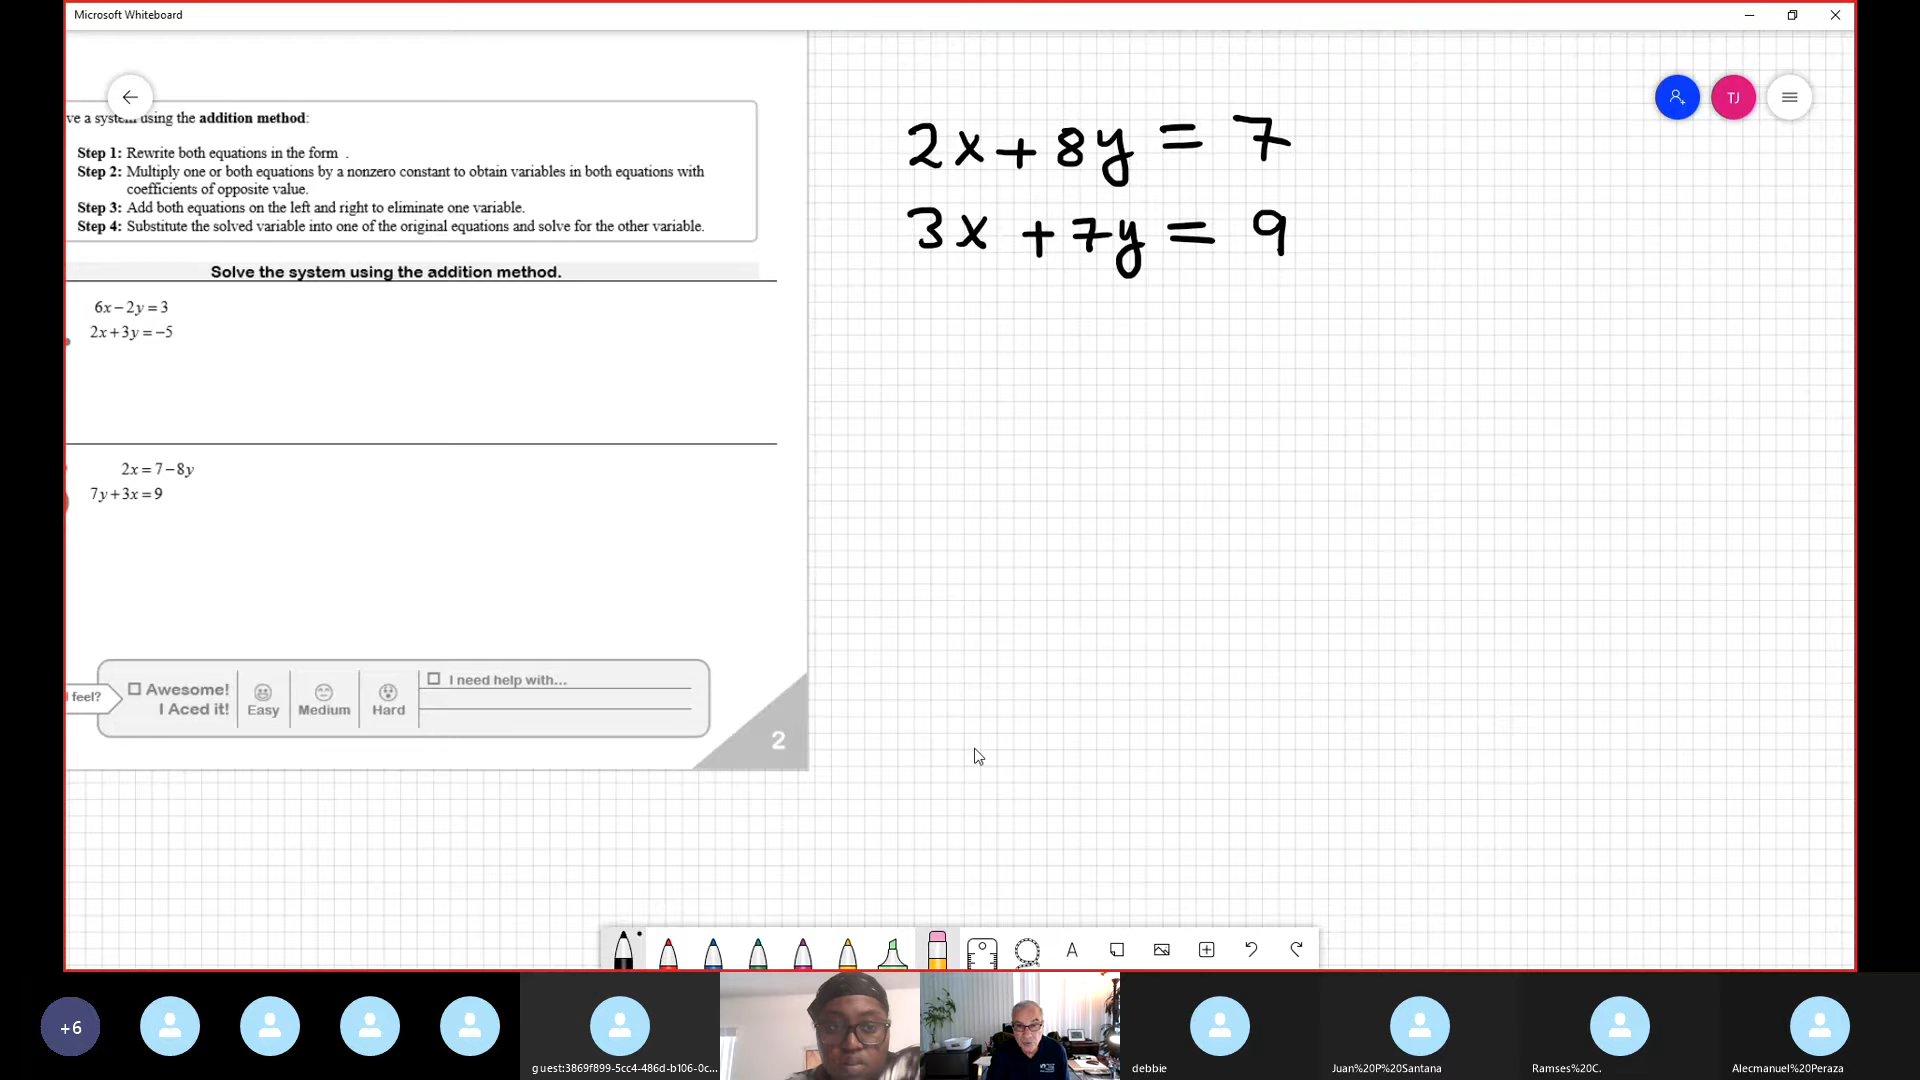 Microsoft Whiteboard
ve a system using the addition method:
Step 1: Rewrite both equations in the form .
Step 2: Multiply one or both equations by a nonzero constant to obtain variables in both equations with
coefficients of opposite value.
Step 3: Add both equations on the left and right to eliminate one variable.
Step 4: Substitute the solved variable into one of the original equations and solve for the other variable.
Solve the system using the addition method.
6x−2y=3
2x+3y=−5
2x=7−8y
7y+3x=9
feel?
Awesome!
I Aced it!
Easy
Medium
Hard
I need help with...
2
2x+8y=7
3x+7y=9
TJ
A
+6
guest:3869f899-5cc4-486d-b106-0c...
debbie
Juan%20P%20Santana
Ramses%20C.
Alecmanuel%20Peraza